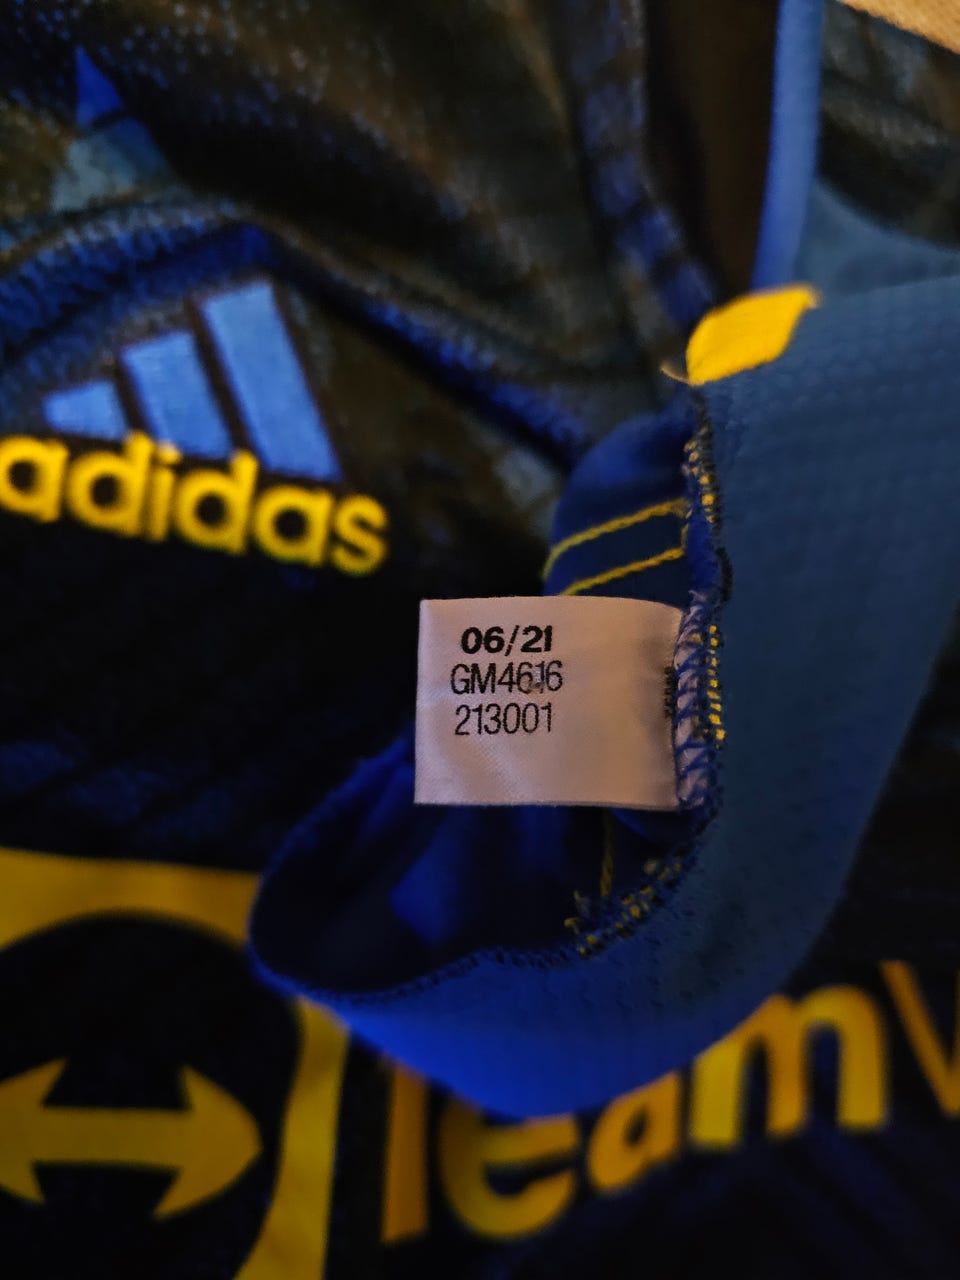 adidas
06/21
GM4616
213001
TeamV